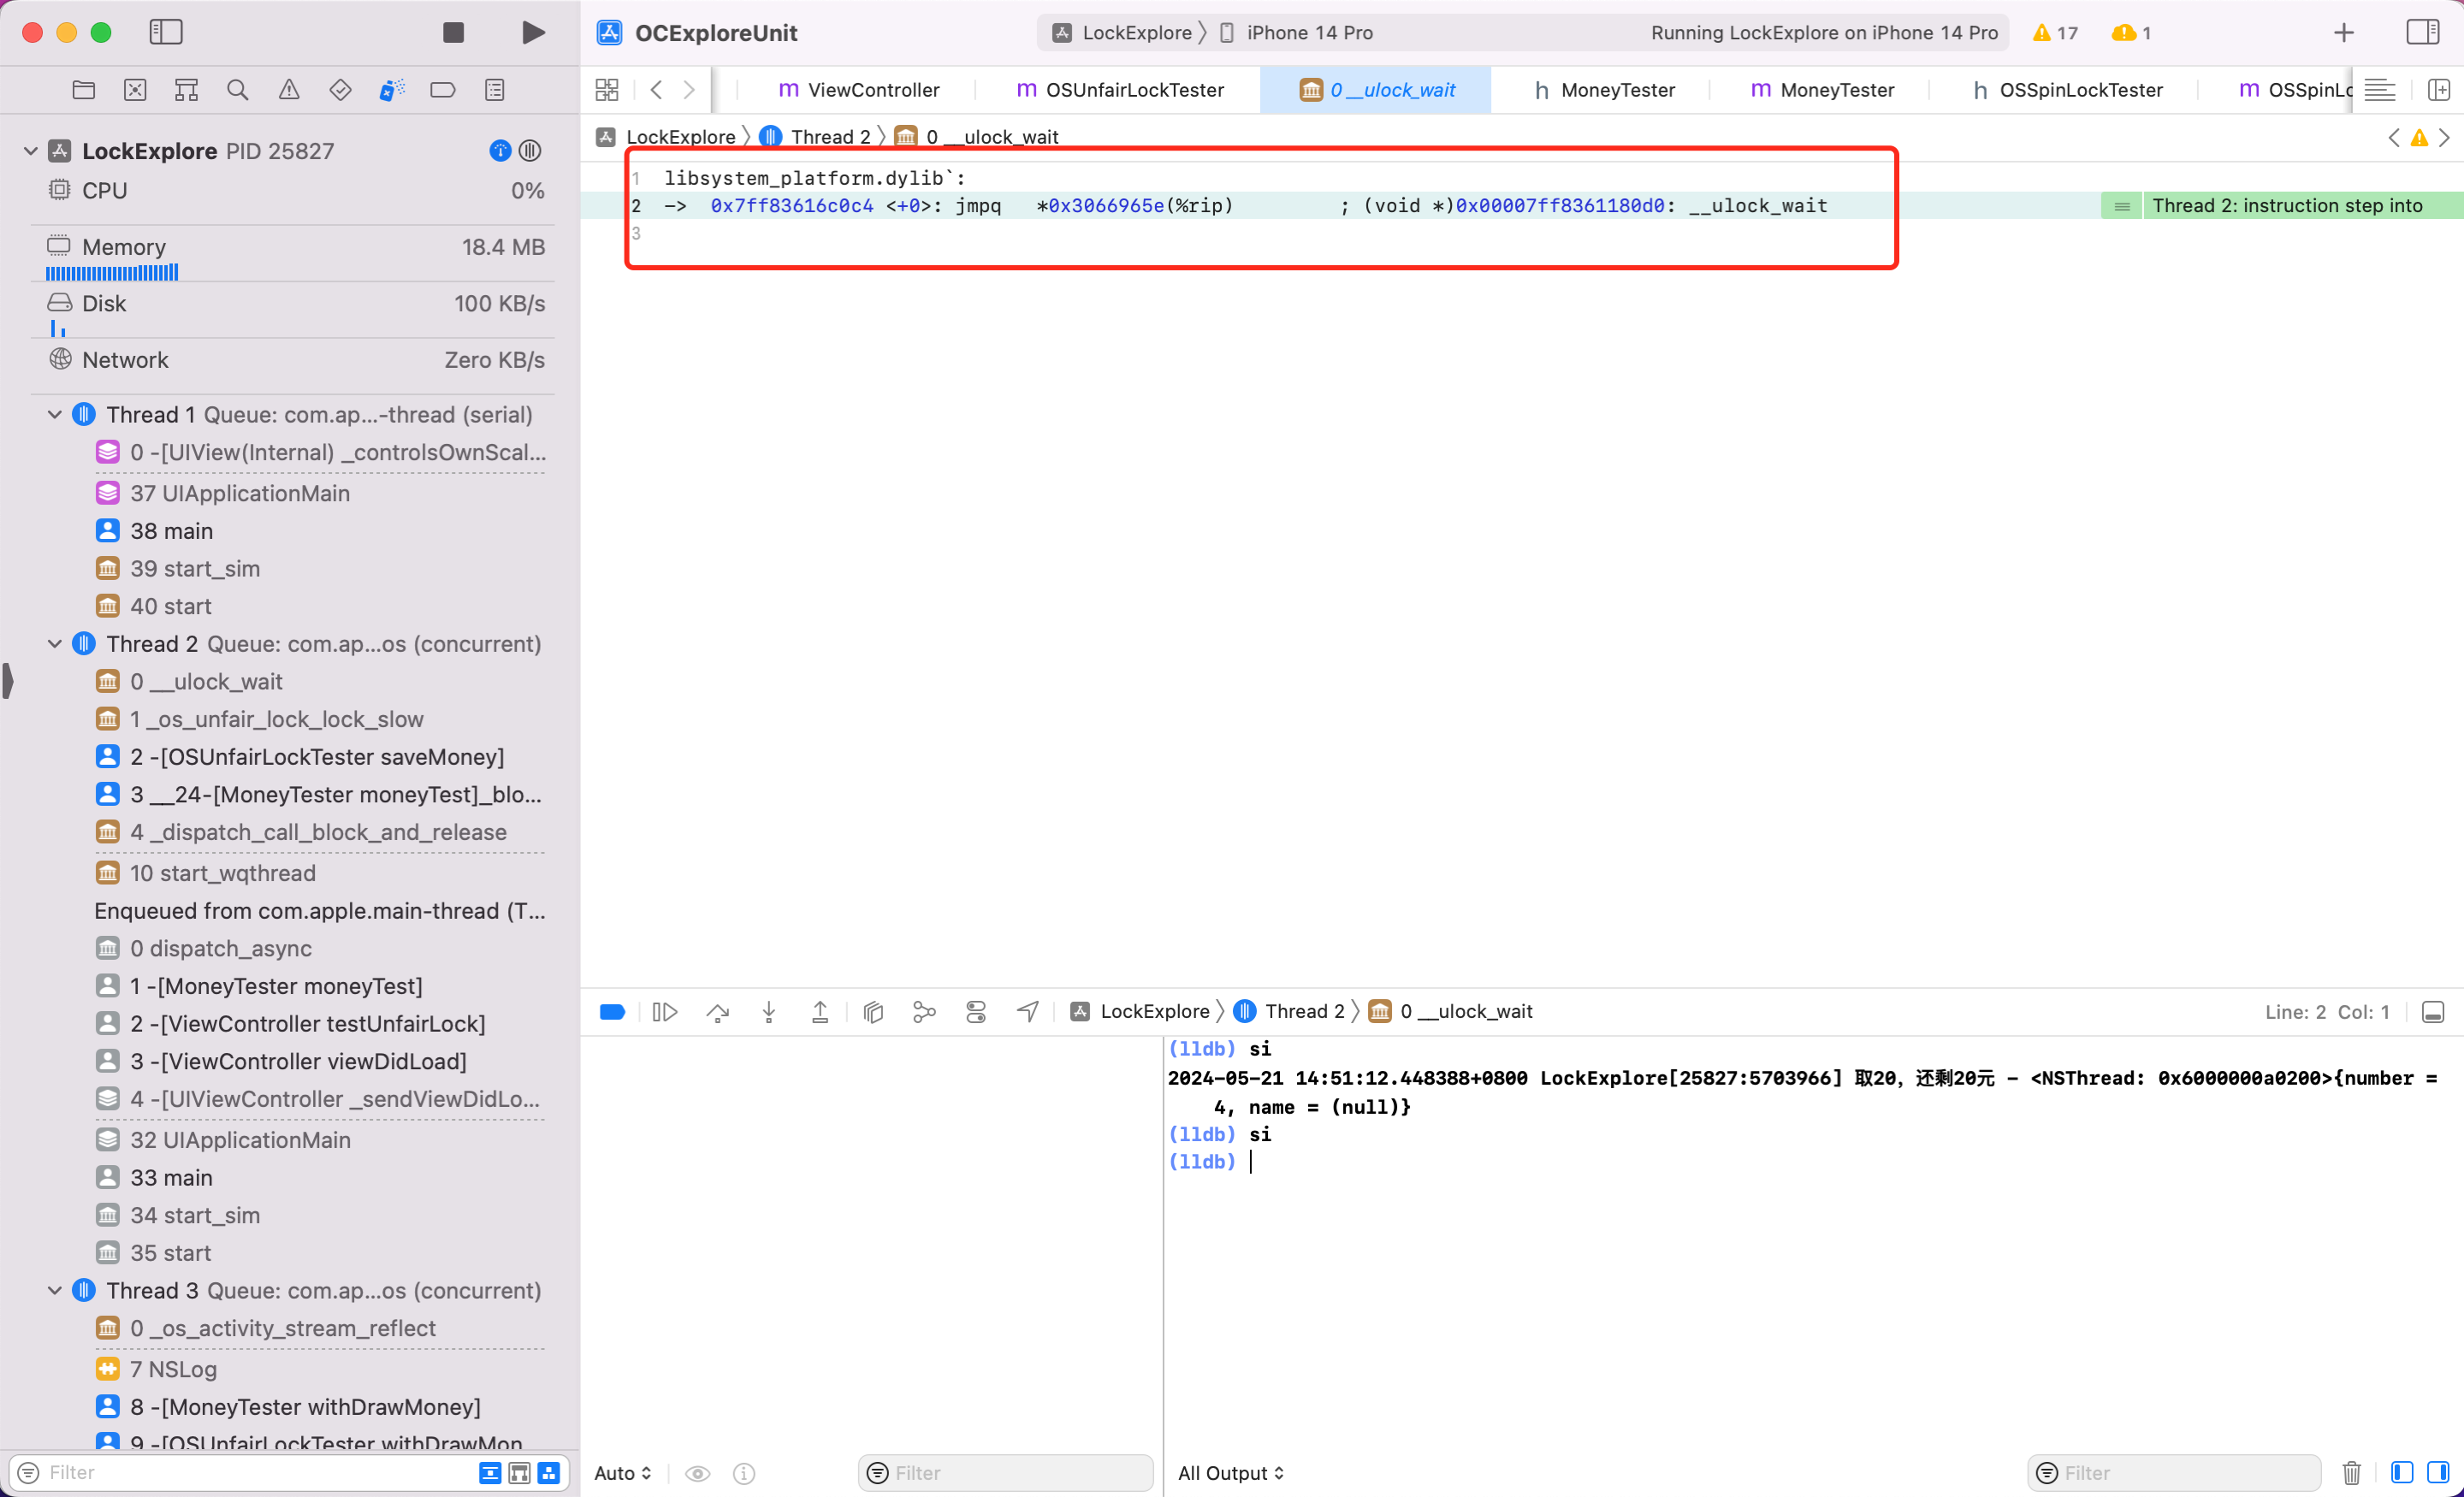 OCExploreUnit
LockExplore 〉 iPhone 14 Pro
Running LockExplore on iPhone 14 Pro
17
1
ViewController
OSUnfairLockTester
0 __ulock_wait
h MoneyTester
m MoneyTester
h OSSpinLockTester
m OSSpinLc
LockExplore 〉 Thread 2 〉 0 __ulock_wait
LockExplore PID 25827
CPU 0%
Memory 18.4 MB
Disk 100 KB/s
Network Zero KB/s
Thread 1 Queue: com.ap...-thread (serial)
0 -[UIView(Internal) _controlsOwnScal...
37 UIApplicationMain
38 main
39 start_sim
40 start
Thread 2 Queue: com.ap...os (concurrent)
0 __ulock_wait
1 _os_unfair_lock_lock_slow
2 -[OSUnfairLockTester saveMoney]
3 __24-[MoneyTester moneyTest]_blo...
4 _dispatch_call_block_and_release
10 start_wqthread
Enqueued from com.apple.main-thread (T...
0 dispatch_async
1 -[MoneyTester moneyTest]
2 -[ViewController testUnfairLock]
3 -[ViewController viewDidLoad]
4 -[UIViewController _sendViewDidLo...
32 UIApplicationMain
33 main
34 start_sim
35 start
Thread 3 Queue: com.ap...os (concurrent)
0 _os_activity_stream_reflect
7 NSLog
8 -[MoneyTester withDrawMoney]
9 -[OSUnfairLockTester withDrawMon
Filter
1 libsystem_platform.dylib`:
2 -> 0x7ff83616c0c4 <+0>: jmpq *0x3066965e(%rip) ; (void *)0x00007ff8361180d0: __ulock_wait
Thread 2: instruction step into
3
LockExplore 〉 Thread 2 〉 0 __ulock_wait
Line: 2 Col: 1
(lldb) si
2024-05-21 14:51:12.448388+0800 LockExplore[25827:5703966] 取20，还剩20元 - <NSThread: 0x6000000a0200>{number =
4, name = (null)}
(lldb) si
(lldb)
Auto
Filter
All Output
Filter